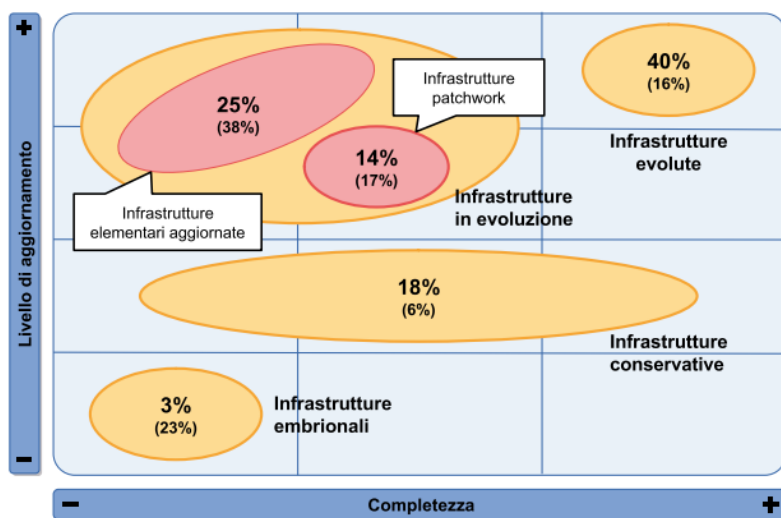 +
Livello di aggiornamento
−
25%
(38%)
Infrastrutture
patchwork
40%
(16%)
Infrastrutture
evolute
14%
(17%)
Infrastrutture
in evoluzione
Infrastrutture
elementari aggiornate
18%
(6%)
Infrastrutture
conservative
3%
(23%)
Infrastrutture
embrionali
−
Completezza
+